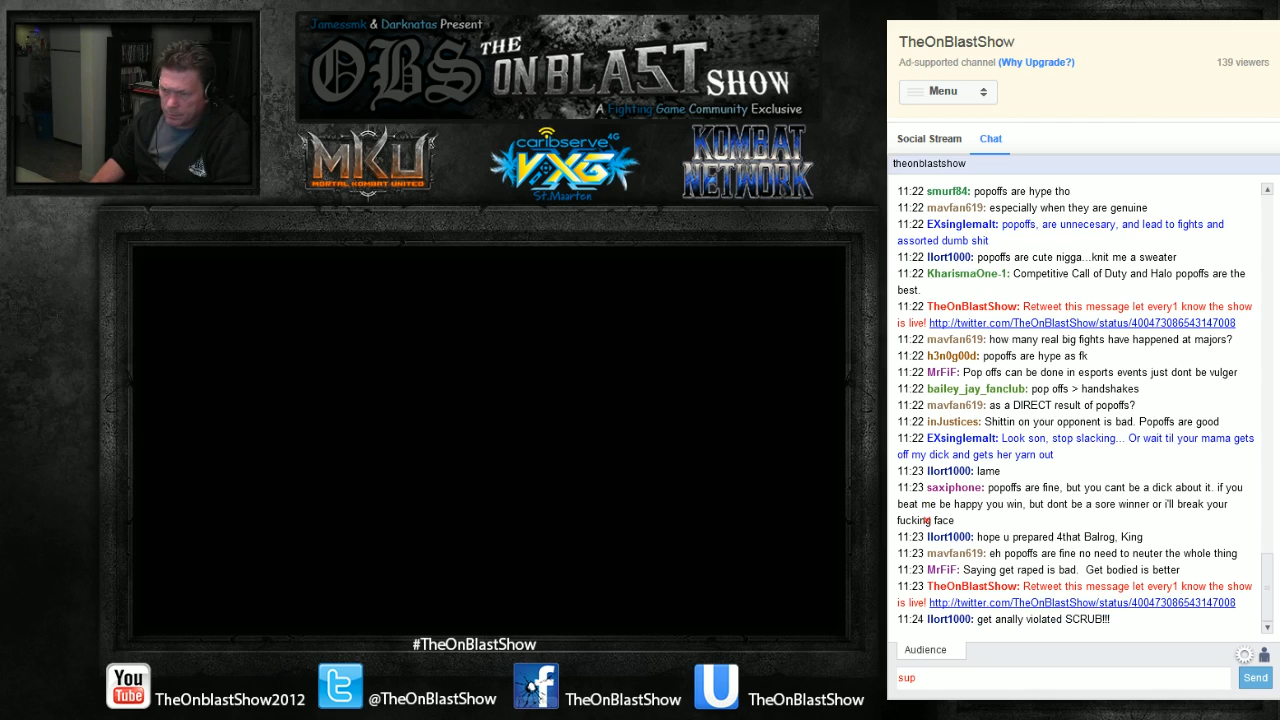 Jamessmk & Darknatas Present
OBS THE ON BLAST SHOW
A Fighting Game Community Exclusive
MKU
MORTAL KOMBAT UNITED
caribserve 4G
VXG
St.Maarten
KOMBAT
NETWORK
#TheOnBlastShow
You
Tube
TheOnblastShow2012
@TheOnBlastShow
TheOnBlastShow
TheOnBlastShow
TheOnBlastShow
Ad-supported channel (Why Upgrade?)
139 viewers
Menu
Social Stream Chat
theonblastshow
11:22 smurf84: popoffs are hype tho
11:22 mavfan619: especially when they are genuine
11:22 EXsinglemalt: popoffs, are unnecesary, and lead to fights and
assorted dumb shit
11:22 llort1000: popoffs are cute nigga...knit me a sweater
11:22 KharismaOne-1: Competitive Call of Duty and Halo popoffs are the
best.
11:22 TheOnBlastShow: Retweet this message let every1 know the show
is live! http://twitter.com/TheOnBlastShow/status/400473086543147008
11:22 mavfan619: how many real big fights have happened at majors?
11:22 h3n0g00d: popoffs are hype as fk
11:22 MrFiF: Pop offs can be done in esports events just dont be vulger
11:22 bailey_jay_fanclub: pop offs > handshakes
11:22 mavfan619: as a DIRECT result of popoffs?
11:22 inJustices: Shittin on your opponent is bad. Popoffs are good
11:22 EXsinglemalt: Look son, stop slacking... Or wait til your mama gets
off my dick and gets her yarn out
11:23 llort1000: lame
11:23 saxiphone: popoffs are fine, but you cant be a dick about it. if you
beat me be happy you win, but dont be a sore winner or i'll break your
fucking face
11:23 llort1000: hope u prepared 4that Balrog, King
11:23 mavfan619: eh popoffs are fine no need to neuter the whole thing
11:23 MrFiF: Saying get raped is bad. Get bodied is better
11:23 TheOnBlastShow: Retweet this message let every1 know the show
is live! http://twitter.com/TheOnBlastShow/status/400473086543147008
11:24 llort1000: get anally violated SCRUB!!!
Audience
sup
Send